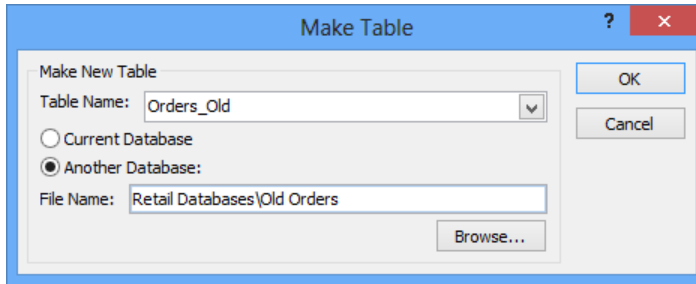 Make Table
?
×
Make New Table
Table Name: Orders_Old
Current Database
Another Database:
File Name: Retail Databases\Old Orders
Browse...
OK
Cancel